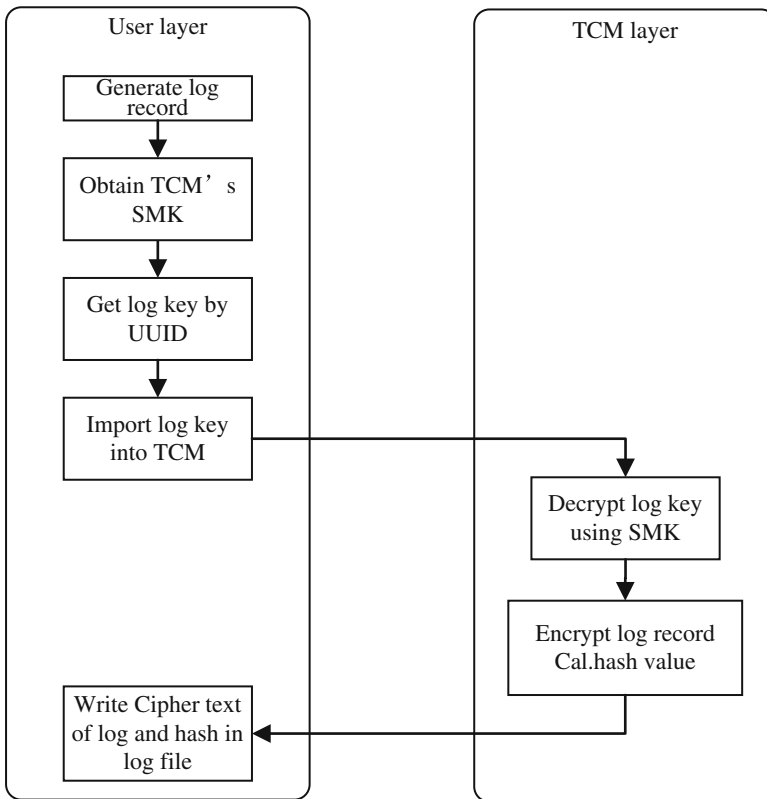 User layer
TCM layer
Generate log
record
Obtain TCM’s
SMK
Get log key by
UUID
Import log key
into TCM
Decrypt log key
using SMK
Encrypt log record
Cal.hash value
Write Cipher text
of log and hash in
log file